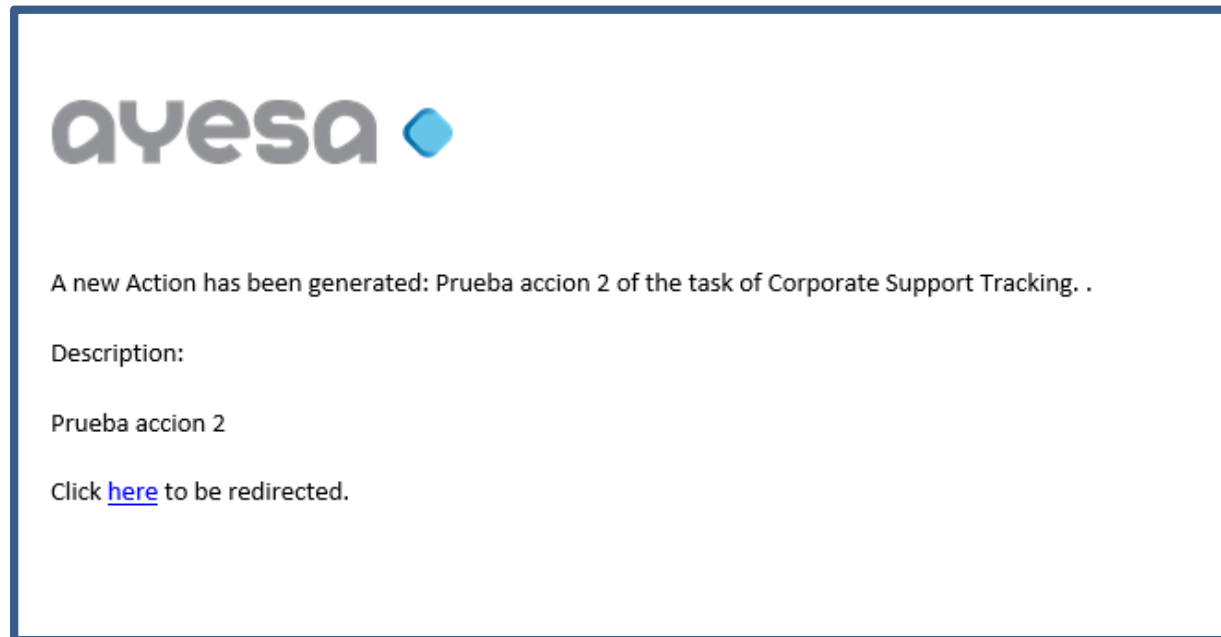 ayesa
A new Action has been generated: Prueba accion 2 of the task of Corporate Support Tracking. .
Description:
Prueba accion 2
Click here to be redirected.